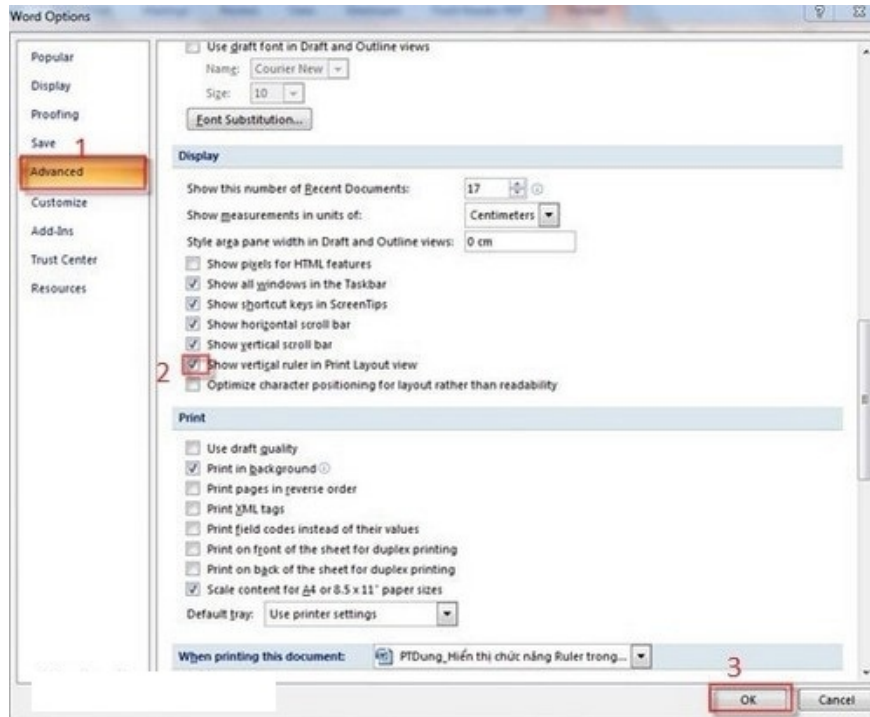 Word Options
Popular
Display
Proofing
Save
1
Advanced
Customize
Add-Ins
Trust Center
Resources
Use draft font in Draft and Outline views
Name: Courier New
Size: 10
Font Substitution...
Display
Show this number of Recent Documents: 17
Show measurements in units of: Centimeters
Style area pane width in Draft and Outline views: 0 cm
Show pixels for HTML features
Show all windows in the Taskbar
Show shortcut keys in ScreenTips
Show horizontal scroll bar
Show vertical scroll bar
2 Show vertical ruler in Print Layout view
Optimize character positioning for layout rather than readability
Print
Use draft quality
Print in background
Print pages in reverse order
Print XML tags
Print field codes instead of their values
Print on front of the sheet for duplex printing
Print on back of the sheet for duplex printing
Scale content for A4 or 8.5 x 11" paper sizes
Default tray: Use printer settings
When printing this document: PTDung_Hiển thị chức năng Ruler trong...
3
OK Cancel